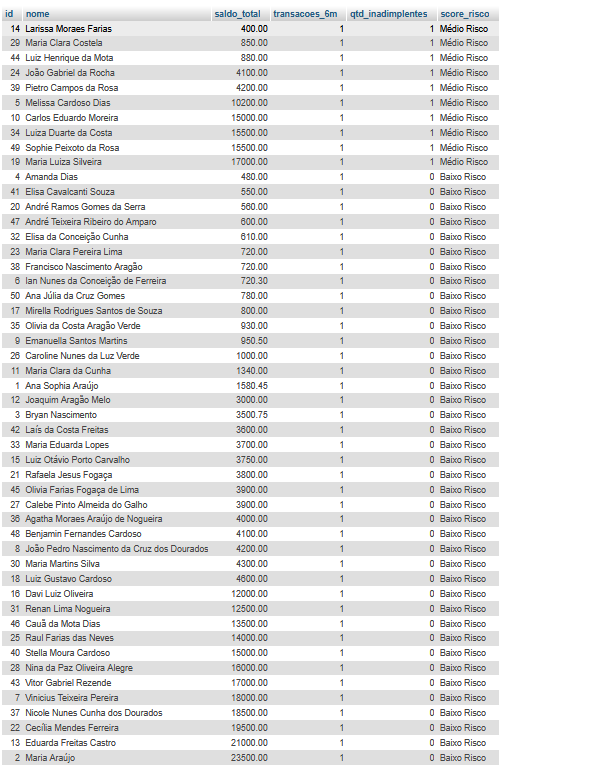 id nome saldo_total transacoes_6m qtd_inadimplentes score_risco
14 Larissa Moraes Farias 400.00 1 1 Médio Risco
29 Maria Clara Costela 850.00 1 1 Médio Risco
44 Luiz Henrique da Mota 880.00 1 1 Médio Risco
24 João Gabriel da Rocha 4100.00 1 1 Médio Risco
39 Pietro Campos da Rosa 4200.00 1 1 Médio Risco
5 Melissa Cardoso Dias 10200.00 1 1 Médio Risco
10 Carlos Eduardo Moreira 15000.00 1 1 Médio Risco
34 Luiza Duarte da Costa 15500.00 1 1 Médio Risco
49 Sophie Peixoto da Rosa 15500.00 1 1 Médio Risco
19 Maria Luiza Silveira 17000.00 1 1 Médio Risco
4 Amanda Dias 480.00 1 0 Baixo Risco
41 Elisa Cavalcanti Souza 550.00 1 0 Baixo Risco
20 André Ramos Gomes da Serra 560.00 1 0 Baixo Risco
47 André Teixeira Ribeiro do Amparo 600.00 1 0 Baixo Risco
32 Elisa da Conceição Cunha 610.00 1 0 Baixo Risco
23 Maria Clara Pereira Lima 720.00 1 0 Baixo Risco
38 Francisco Nascimento Aragão 720.00 1 0 Baixo Risco
6 Ian Nunes da Conceição de Ferreira 720.30 1 0 Baixo Risco
50 Ana Júlia da Cruz Gomes 780.00 1 0 Baixo Risco
17 Mirella Rodrigues Santos de Souza 800.00 1 0 Baixo Risco
35 Olivia da Costa Aragão Verde 930.00 1 0 Baixo Risco
9 Emanuella Santos Martins 950.50 1 0 Baixo Risco
26 Caroline Nunes da Luz Verde 1000.00 1 0 Baixo Risco
11 Maria Clara da Cunha 1340.00 1 0 Baixo Risco
1 Ana Sophia Araújo 1580.45 1 0 Baixo Risco
12 Joaquim Aragão Melo 3000.00 1 0 Baixo Risco
3 Bryan Nascimento 3500.75 1 0 Baixo Risco
42 Laís da Costa Freitas 3600.00 1 0 Baixo Risco
33 Maria Eduarda Lopes 3700.00 1 0 Baixo Risco
15 Luiz Otávio Porto Carvalho 3750.00 1 0 Baixo Risco
21 Rafaela Jesus Fogaça 3800.00 1 0 Baixo Risco
45 Olivia Farias Fogaça de Lima 3900.00 1 0 Baixo Risco
27 Calebe Pinto Almeida do Galho 3900.00 1 0 Baixo Risco
36 Agatha Moraes Araújo de Nogueira 4000.00 1 0 Baixo Risco
48 Benjamin Fernandes Cardoso 4100.00 1 0 Baixo Risco
8 João Pedro Nascimento da Cruz dos Dourados 4200.00 1 0 Baixo Risco
30 Maria Martins Silva 4300.00 1 0 Baixo Risco
18 Luiz Gustavo Cardoso 4600.00 1 0 Baixo Risco
16 Davi Luiz Oliveira 12000.00 1 0 Baixo Risco
31 Renan Lima Nogueira 12500.00 1 0 Baixo Risco
46 Cauã da Mota Dias 13500.00 1 0 Baixo Risco
25 Raul Farias das Neves 14000.00 1 0 Baixo Risco
40 Stella Moura Cardoso 15000.00 1 0 Baixo Risco
28 Nina da Paz Oliveira Alegre 16000.00 1 0 Baixo Risco
43 Vitor Gabriel Rezende 17000.00 1 0 Baixo Risco
7 Vinicius Teixeira Pereira 18000.00 1 0 Baixo Risco
37 Nicole Nunes Cunha dos Dourados 18500.00 1 0 Baixo Risco
22 Cecília Mendes Ferreira 19500.00 1 0 Baixo Risco
13 Eduarda Freitas Castro 21000.00 1 0 Baixo Risco
2 Maria Araújo 23500.00 1 0 Baixo Risco